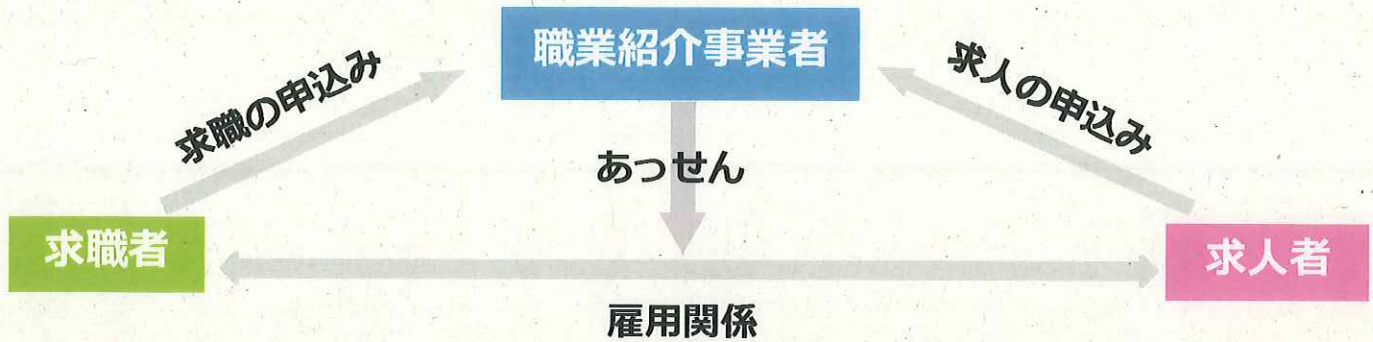 職業紹介事業者
求職の申込み
求人の申込み
あっせん
求職者
求人者
雇用関係